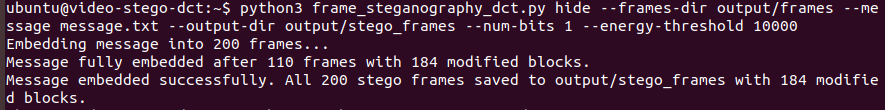 ubuntu@video-stego-dct:~$ python3 frame_steganography_dct.py hide --frames-dir output/frames --me
ssage message.txt --output-dir output/stego_frames --num-bits 1 --energy-threshold 10000
Embedding message into 200 frames...
Message fully embedded after 110 frames with 184 modified blocks.
Message embedded successfully. All 200 stego frames saved to output/stego_frames with 184 modifie
d blocks.